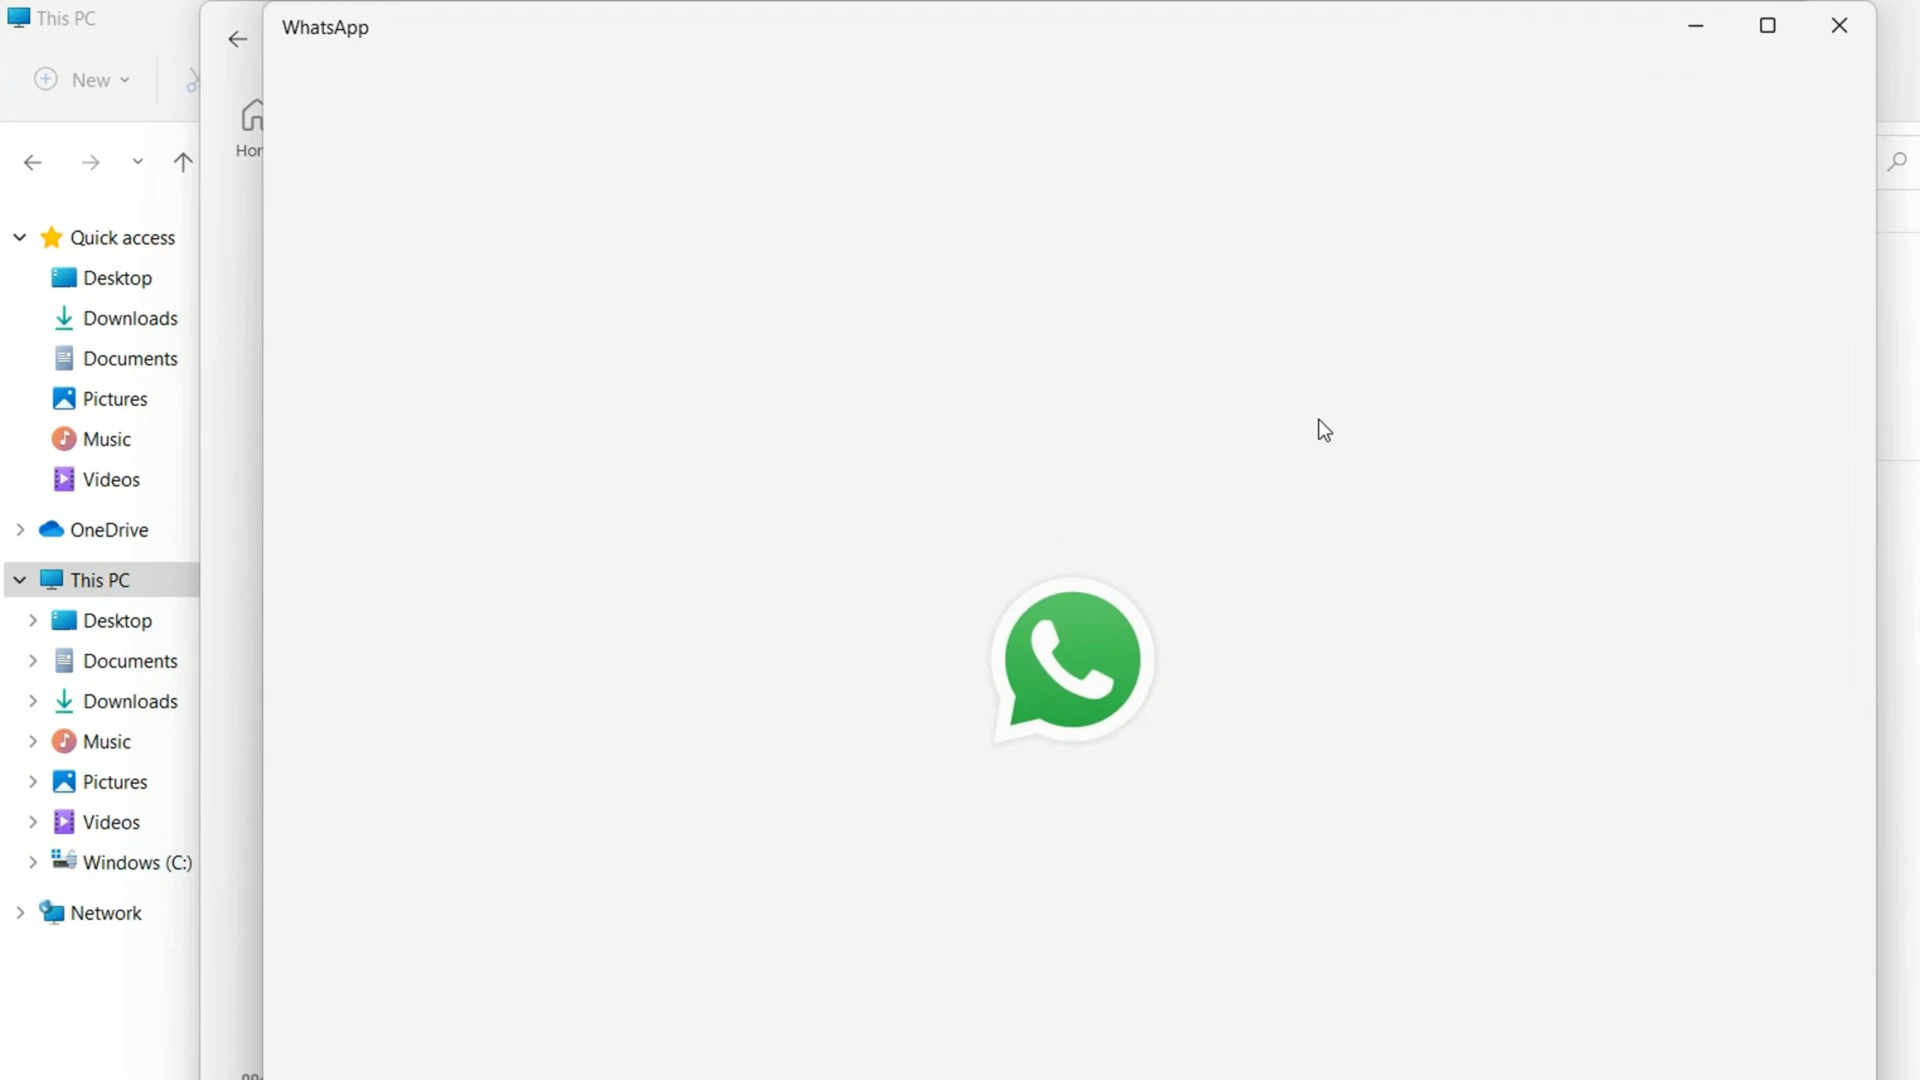 This PC
WhatsApp
New
Hor
Quick access
Desktop
Downloads
Documents
Pictures
Music
Videos
OneDrive
This PC
Desktop
Documents
Downloads
Music
Pictures
Videos
Windows (C:)
Network